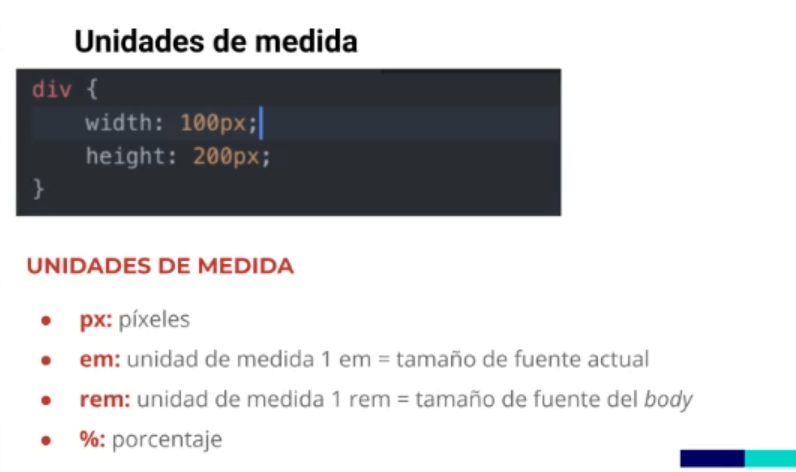 Unidades de medida
div {
    width: 100px;
    height: 200px;
}
UNIDADES DE MEDIDA
● px: píxeles
● em: unidad de medida 1 em = tamaño de fuente actual
● rem: unidad de medida 1 rem = tamaño de fuente del body
● %: porcentaje